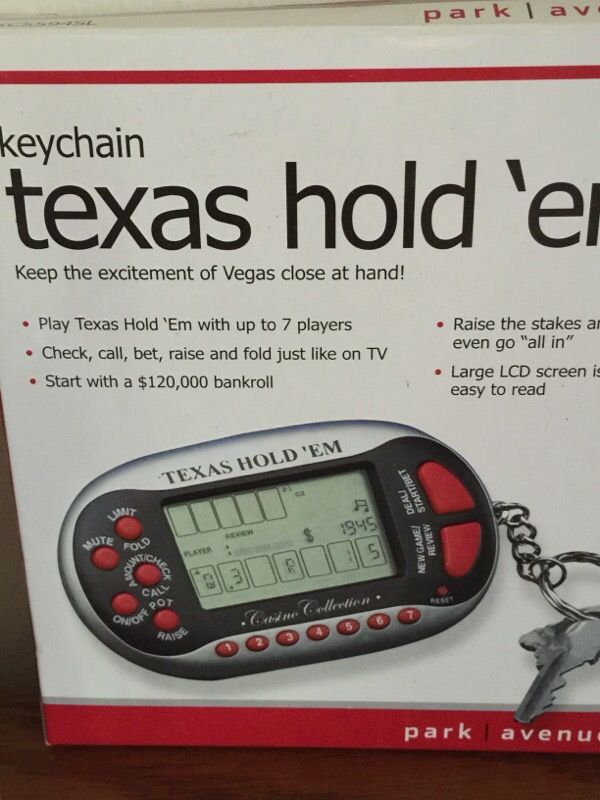 park | av
keychain
texas hold 'e
Keep the excitement of Vegas close at hand!
• Play Texas Hold 'Em with up to 7 players
• Check, call, bet, raise and fold just like on TV
• Start with a $120,000 bankroll
• Raise the stakes a
even go "all in"
• Large LCD screen is
easy to read
TEXAS HOLD 'EM
LIMIT
MUTE FOLD
AMOUNT/CHECK
CALL
ON/OFF POT
RAISE
REVIEW
PLAYER
$ 1945
DEAL/
START/BET
NEW GAME/
REVIEW
RESET
•Casino Collection•
1 2 3 4 5 6 7
park | avenu